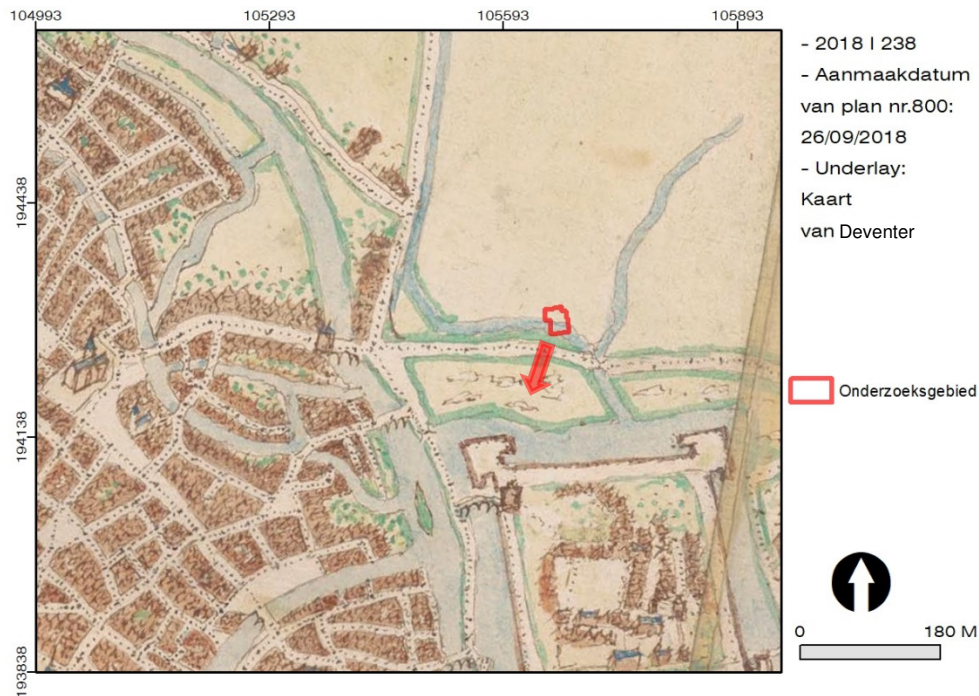 104993 105293 105593 105893
194438
194138
193838
- 2018 I 238
- Aanmaakdatum
van plan nr.800:
26/09/2018
- Underlay:
Kaart
van Deventer
Onderzoeksgebied
0 180 M